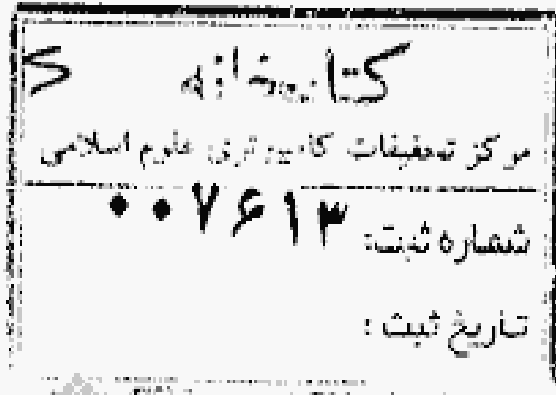 کتابخانه
مرکز تحقیقات کامپیوتری علوم اسلامی
شماره ثبت: ۰۰۷۶۱۳
تاریخ ثبت :